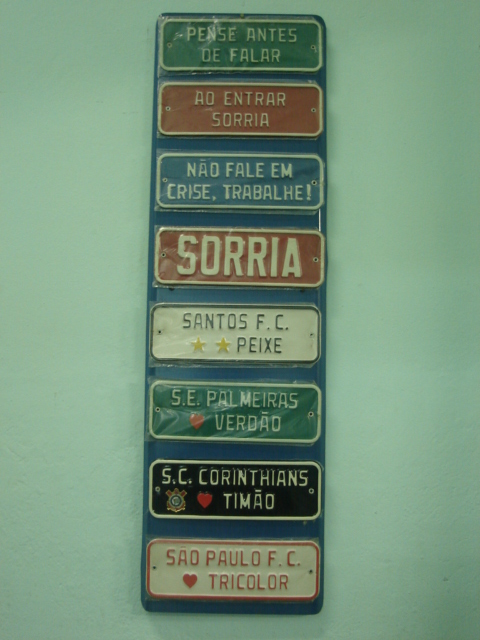 PENSE ANTES
DE FALAR
AO ENTRAR
SORRIA
NÃO FALE EM
CRISE, TRABALHE!
SORRIA
SANTOS F. C.
PEIXE
S.E. PALMEIRAS
VERDÃO
S.C. CORINTHIANS
TIMÃO
SÃO PAULO F. C.
TRICOLOR